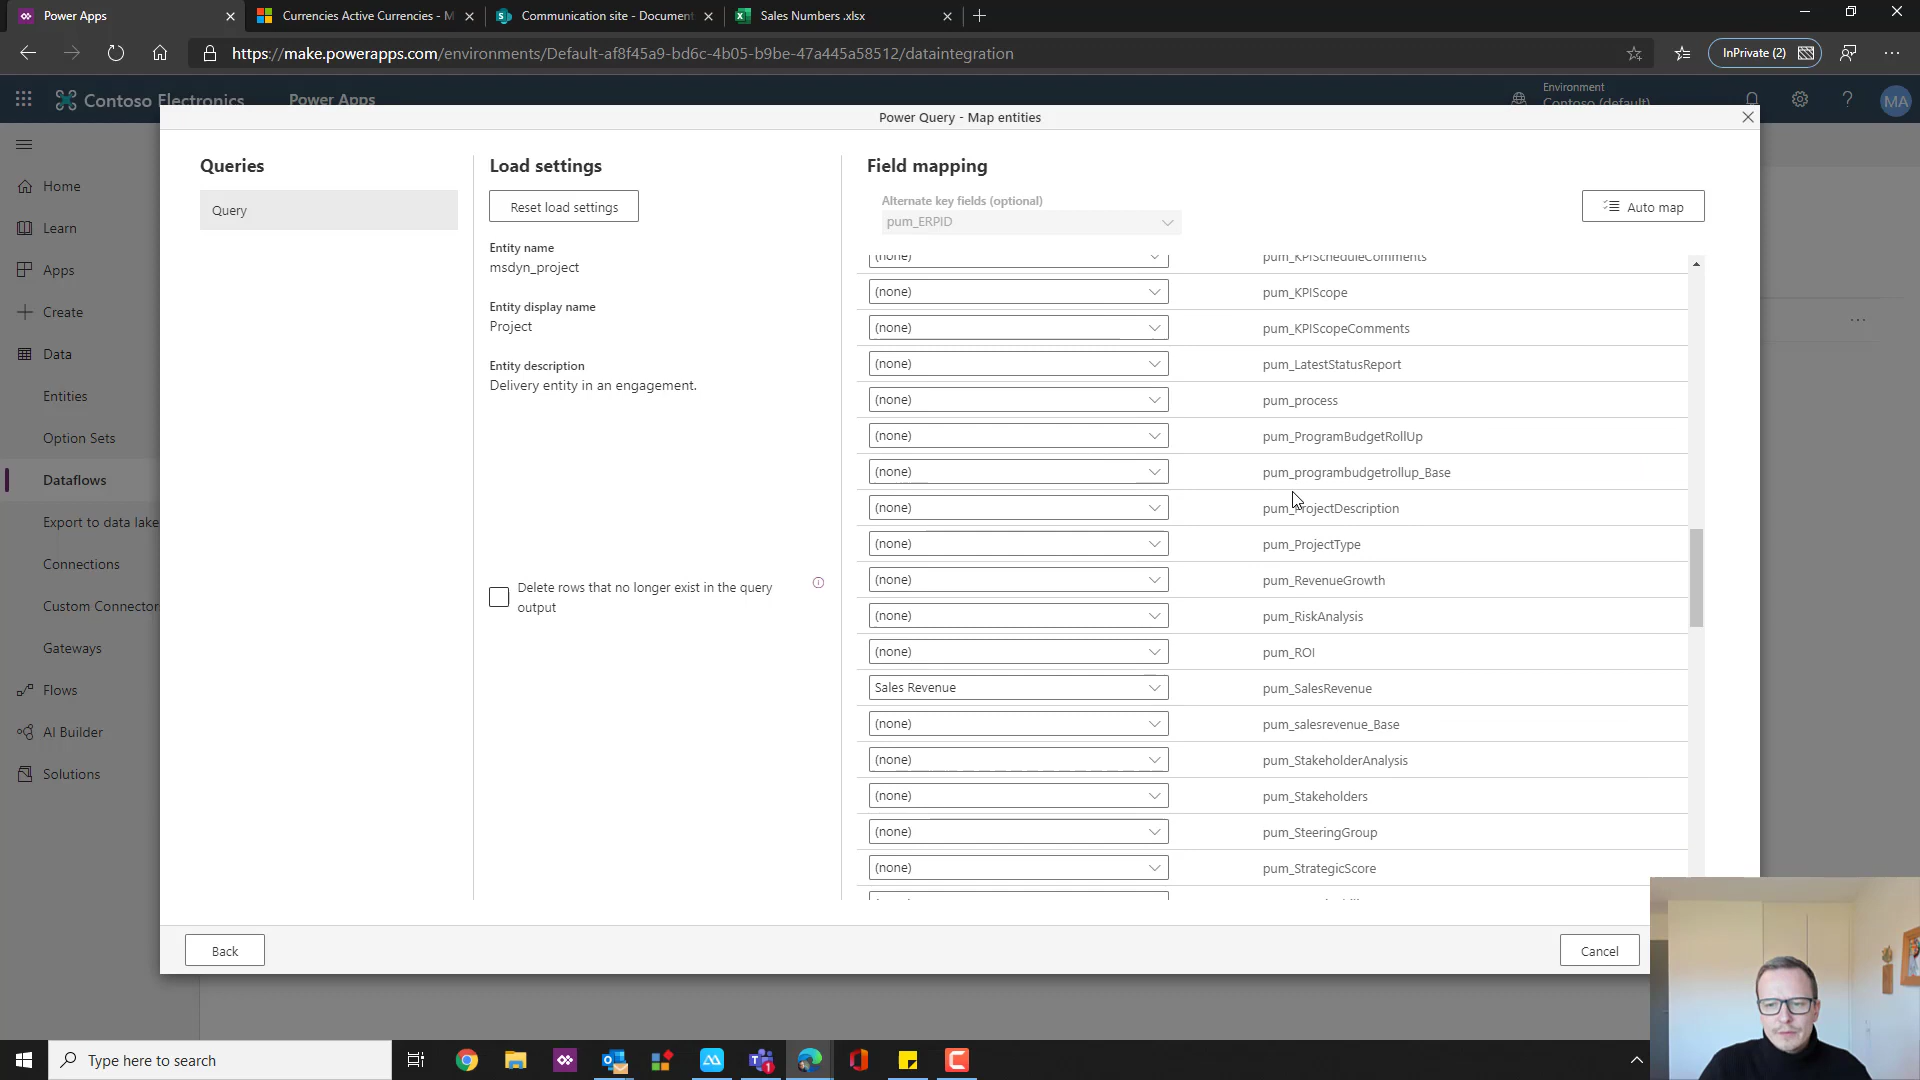 Power Apps
Currencies Active Currencies - M
Communication site - Document
Sales Numbers .xlsx
https://make.powerapps.com/environments/Default-af8f45a9-bd6c-4b05-b9be-47a445a58512/dataintegration
InPrivate (2)
Contoso Electronics
Power Apps
Environment
Contoso (default)
MA
Power Query - Map entities
Home
Learn
Apps
Create
Data
Entities
Option Sets
Dataflows
Export to data lake
Connections
Custom Connector
Gateways
Flows
AI Builder
Solutions
Queries
Query
Load settings
Reset load settings
Entity name
msdyn_project
Entity display name
Project
Entity description
Delivery entity in an engagement.
Delete rows that no longer exist in the query
output
Field mapping
Alternate key fields (optional)
pum_ERPID
Auto map
(none) pum_KPIScheduleComments
(none) pum_KPIScope
(none) pum_KPIScopeComments
(none) pum_LatestStatusReport
(none) pum_process
(none) pum_ProgramBudgetRollUp
(none) pum_programbudgetrollup_Base
(none) pum_ProjectDescription
(none) pum_ProjectType
(none) pum_RevenueGrowth
(none) pum_RiskAnalysis
(none) pum_ROI
Sales Revenue pum_SalesRevenue
(none) pum_salesrevenue_Base
(none) pum_StakeholderAnalysis
(none) pum_Stakeholders
(none) pum_SteeringGroup
(none) pum_StrategicScore
Back
Cancel
Type here to search